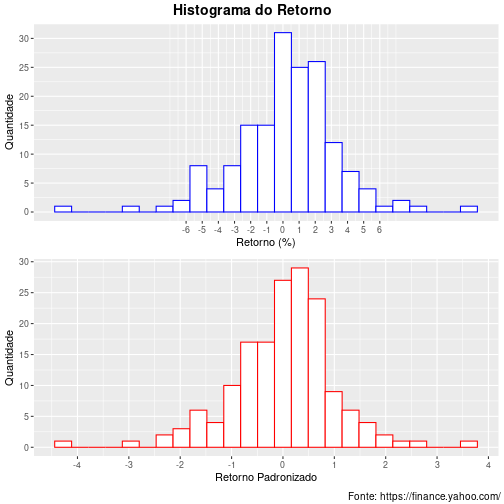 Histograma do Retorno
30
25
20
15
10
5
0
Quantidade
-6 -5 -4 -3 -2 -1 0 1 2 3 4 5 6
Retorno (%)
30
25
20
15
10
5
0
Quantidade
-4 -3 -2 -1 0 1 2 3 4
Retorno Padronizado
Fonte: https://finance.yahoo.com/